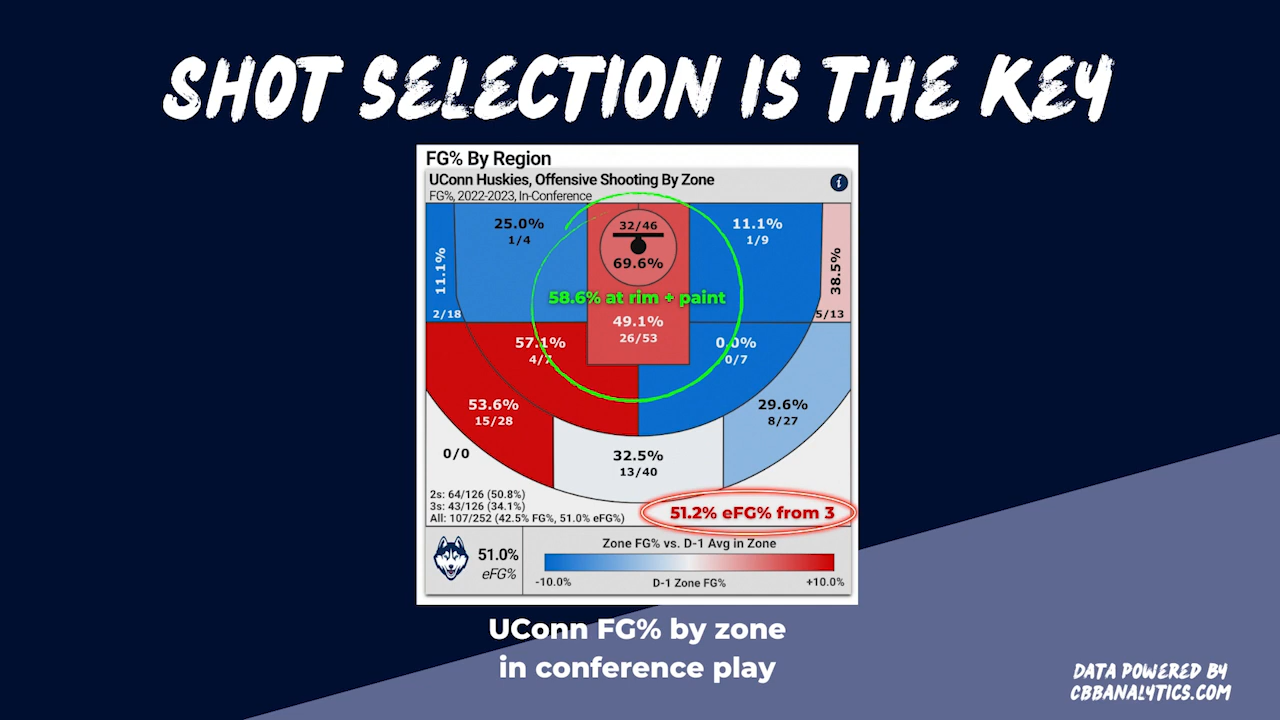 SHOT SELECTION IS THE KEY
FG% By Region
UConn Huskies, Offensive Shooting By Zone
i
FG%, 2022-2023, In-Conference
25.0%
1/4
32/46
69.6%
11.1%
1/9
11.1%
2/18
38.5%
5/13
58.6% at rim + paint
49.1%
26/53
57.1%
4/7
0.0%
0/7
53.6%
15/28
29.6%
8/27
0/0
32.5%
13/40
2s: 64/126 (50.8%)
3s: 43/126 (34.1%)
All: 107/252 (42.5% FG%, 51.0% eFG%)
51.2% eFG% from 3
51.0%
eFG%
Zone FG% vs. D-1 Avg in Zone
-10.0%
D-1 Zone FG%
+10.0%
UConn FG% by zone
in conference play
DATA POWERED BY
CBBANALYTICS.COM